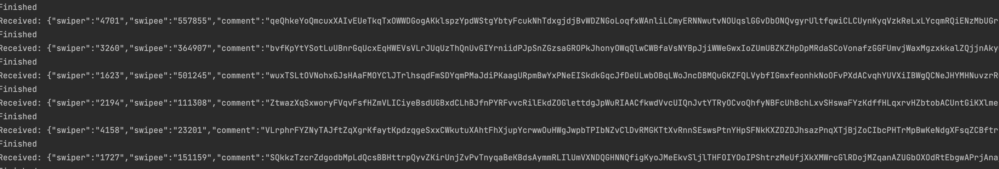 Finished
Received: {"swiper":"4701","swipee":"557855","comment":"qeQhkeYoQmcuxXAIvEUeTkqTxOWWDGogAKklspzYpdWStgYbtyFcukNhTdxgjdjBvWDZNGoLoqfxWAnliLCmyERNNwutvNOUqslGGvDbONQvgyrUltfqwiCLCUynKyqVzkReLxLYcqmRQiENzMbUGr
Finished
Received: {"swiper":"3260","swipee":"364907","comment":"bvfKpYtYSotLuUBnrGqUcxEqHWEVsVLrJUqUzThQnUvGIYrniidPJpSnZGzsaGROPkJhonyOWqQlwCWBfaVsNYBpJjiWWeGwxIoZUmUBZKZHpDpMRdaSCoVonafzGGFUmvjWaxMgzxkkalZQjjnAky
Finished
Received: {"swiper":"1623","swipee":"501245","comment":"wuxTSLtOVNohxGJsHAaFMOYClJTrlhsqdFmSDYqmPMaJdiPKaagURpmBwYxPNeEISkdkGqcJfDeULwbOBqLWoJncDBMQuGKZFQLVybfIGmxfeonhkNoOFvPXdACvqhYUVXiIBWgQCNeJHYMHNuvzrR
Finished
Received: {"swiper":"2194","swipee":"111308","comment":"ZtwazXqSxworyFVqvFsfHZmVLICiyeBsdUGBxdCLhBJfnPYRFvvcRilEkdZOGlettdgJpWuRIAACfkwdVvcUIQnJvtYTRyOCvoQhfyNBFcUhBchLxvSHswaFYzKdffHLqxrvHZbtobACUntGiKXlme
Finished
Received: {"swiper":"4158","swipee":"23201","comment":"VLrphrFYZNyTAJftZqXgrKfaytKpdzqgeSxxCWkutuXAhtFhXjupYcrwwOuHWgJwpbTPIbNZvClDvRMGKTtXvRnnSEswsPtnYHpSFNkKXZDZDJhsazPnqXTjBjZoCIbcPHTrMpBwKeNdgXFsqZCBftr
Finished
Received: {"swiper":"1727","swipee":"151159","comment":"SQkkzTzcrZdgodbMpLdQcsBBHttrpQyvZKirUnjZvPvTnyqaBeKBdsAymmRLIlUmVXNDQGHNNQfigKyoJMeEkvSljlTHFOIYOoIPShtrzMeUfjXkXMWrcGlRDojMZqanAZUGbOXOdRtEbgwAPrjAna